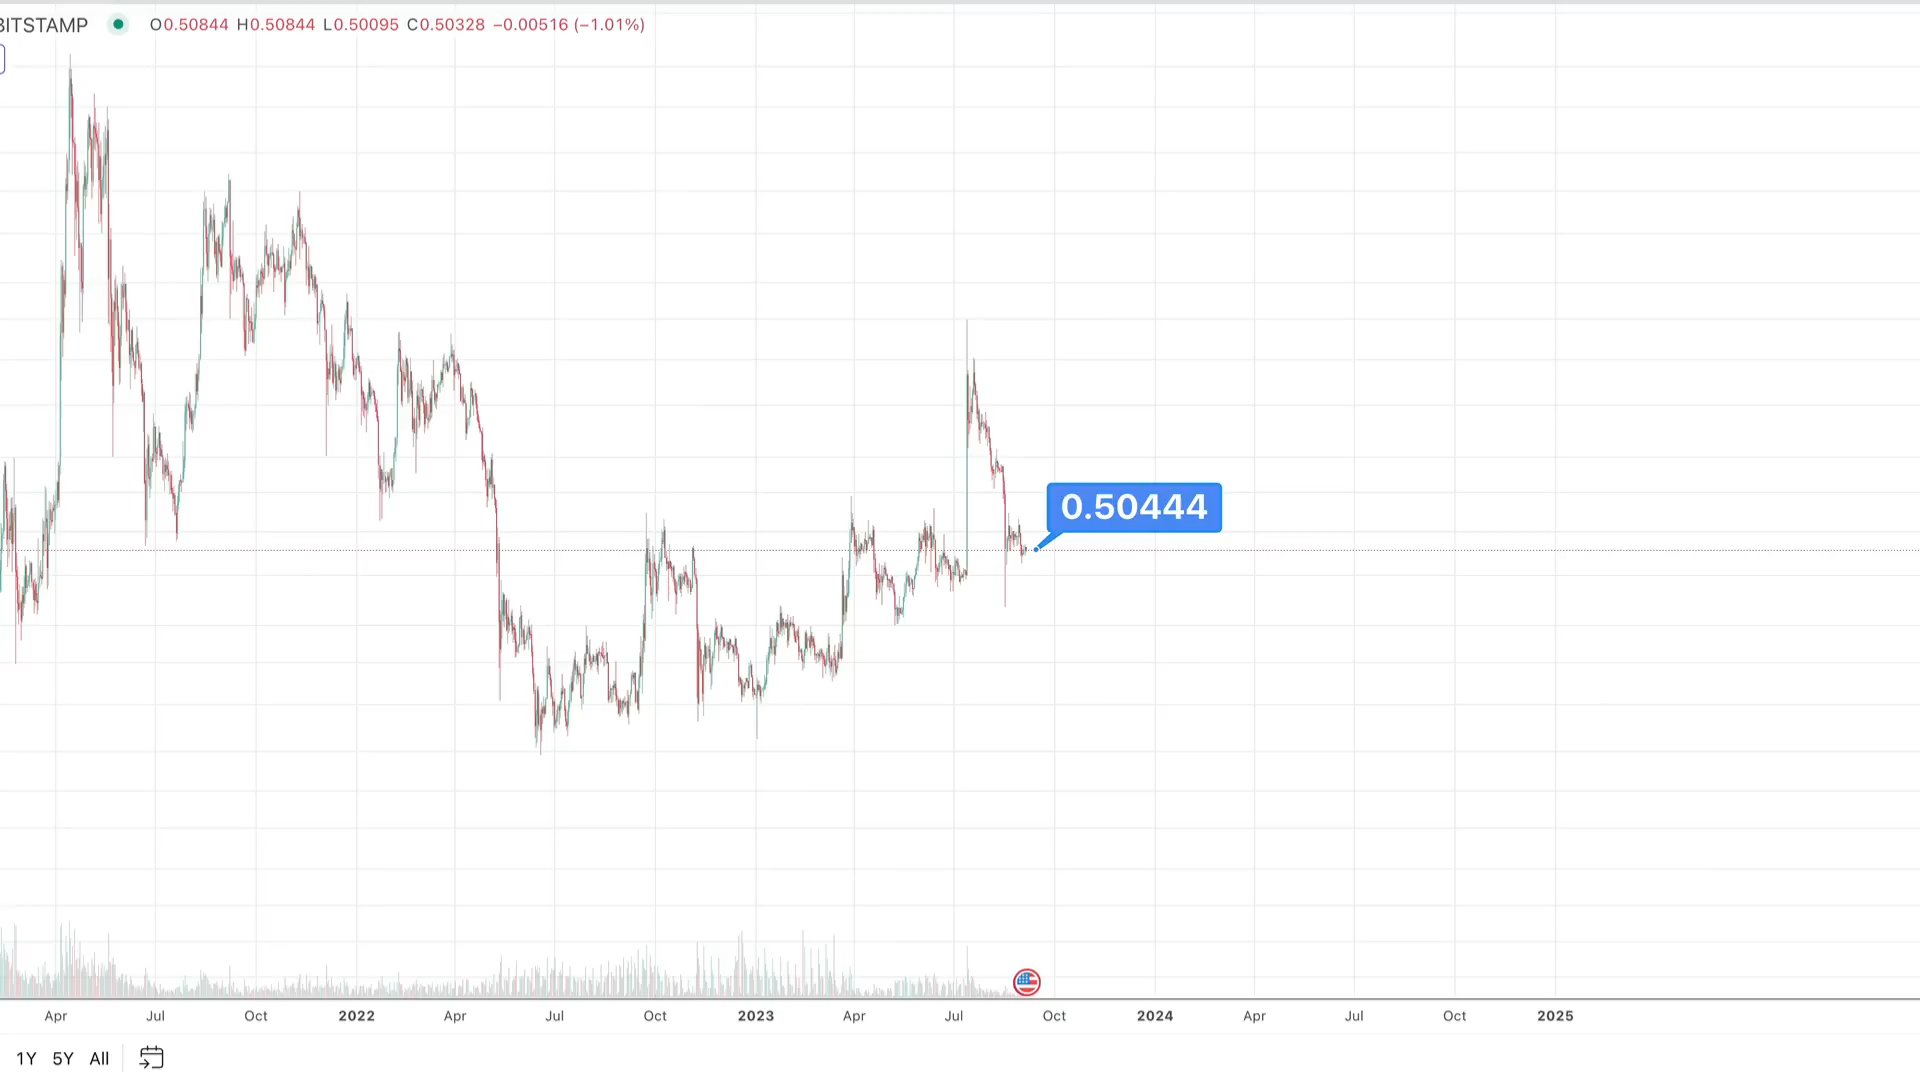 BITSTAMP O0.50844 H0.50844 L0.50095 C0.50328 −0.00516 (−1.01%)
0.50444
Apr Jul Oct 2022 Apr Jul Oct 2023 Apr Jul Oct 2024 Apr Jul Oct 2025
1Y 5Y All